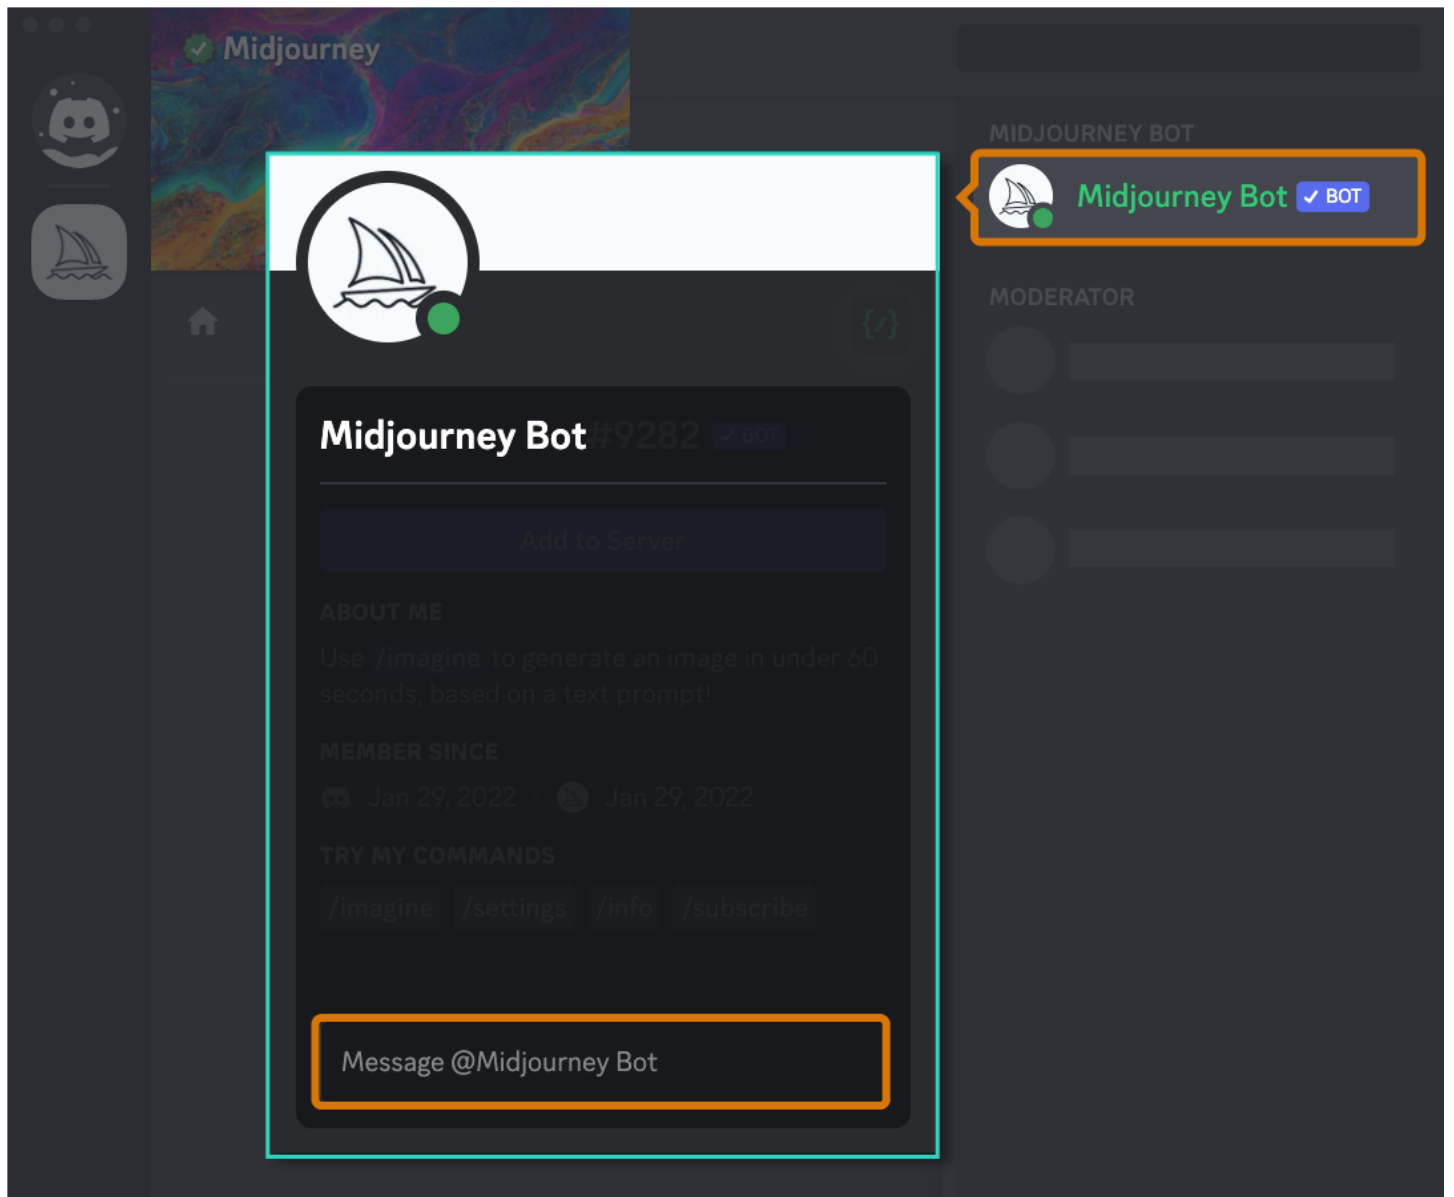 Midjourney
MIDJOURNEY BOT
Midjourney Bot ✓ BOT
MODERATOR
Midjourney Bot#9282 ✓ BOT
Add to Server
ABOUT ME
Use /imagine to generate an image in under 60
seconds, based on a text prompt!
MEMBER SINCE
Jan 29, 2022 · Jan 29, 2022
TRY MY COMMANDS
/imagine /settings /info /subscribe
Message @Midjourney Bot